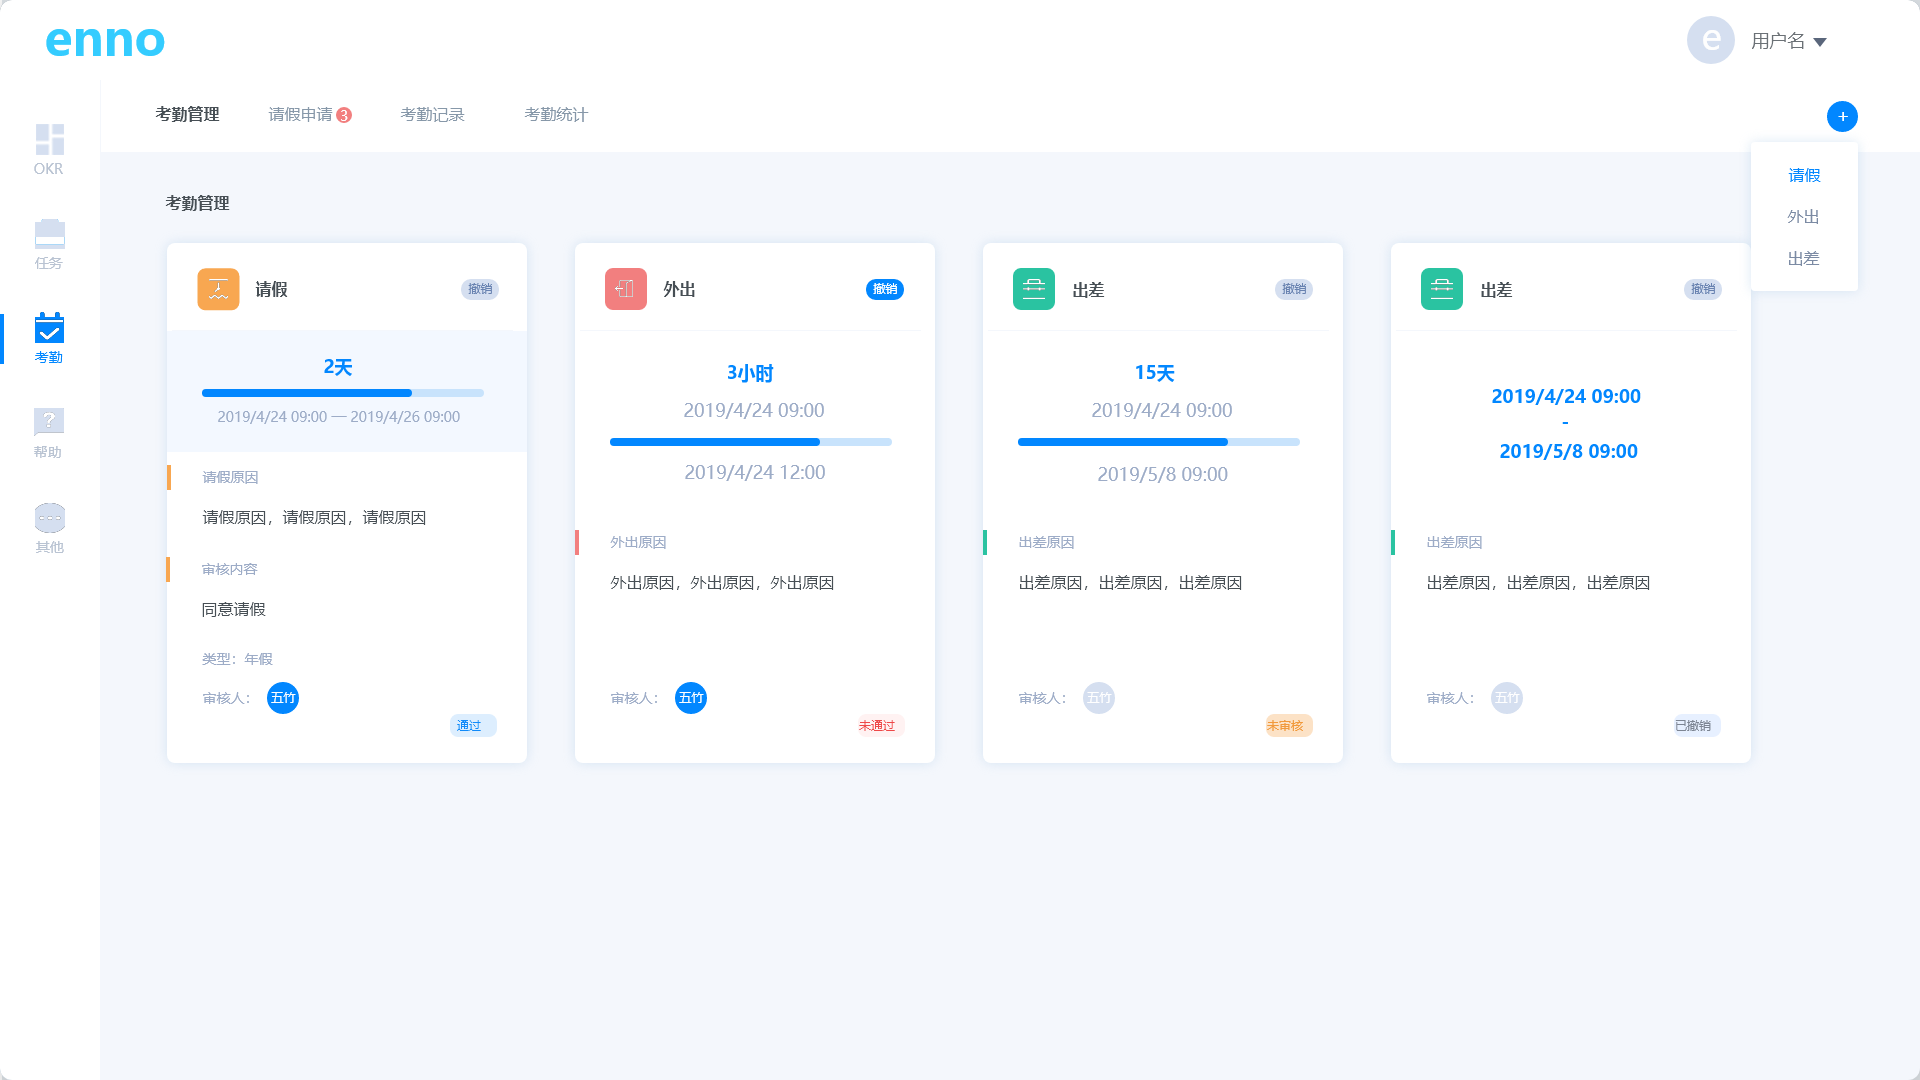 enno
e 用户名
考勤管理 请假申请 3 考勤记录 考勤统计
+
请假
外出
出差
OKR
任务
考勤
?
帮助
其他
考勤管理
请假 撤销
2天
2019/4/24 09:00 — 2019/4/26 09:00
请假原因
请假原因，请假原因，请假原因
审核内容
同意请假
类型：年假
审核人： 五竹
通过
外出 撤销
3小时
2019/4/24 09:00
2019/4/24 12:00
外出原因
外出原因，外出原因，外出原因
审核人： 五竹
未通过
出差 撤销
15天
2019/4/24 09:00
2019/5/8 09:00
出差原因
出差原因，出差原因，出差原因
审核人： 五竹
未审核
出差 撤销
2019/4/24 09:00
-
2019/5/8 09:00
出差原因
出差原因，出差原因，出差原因
审核人： 五竹
已撤销